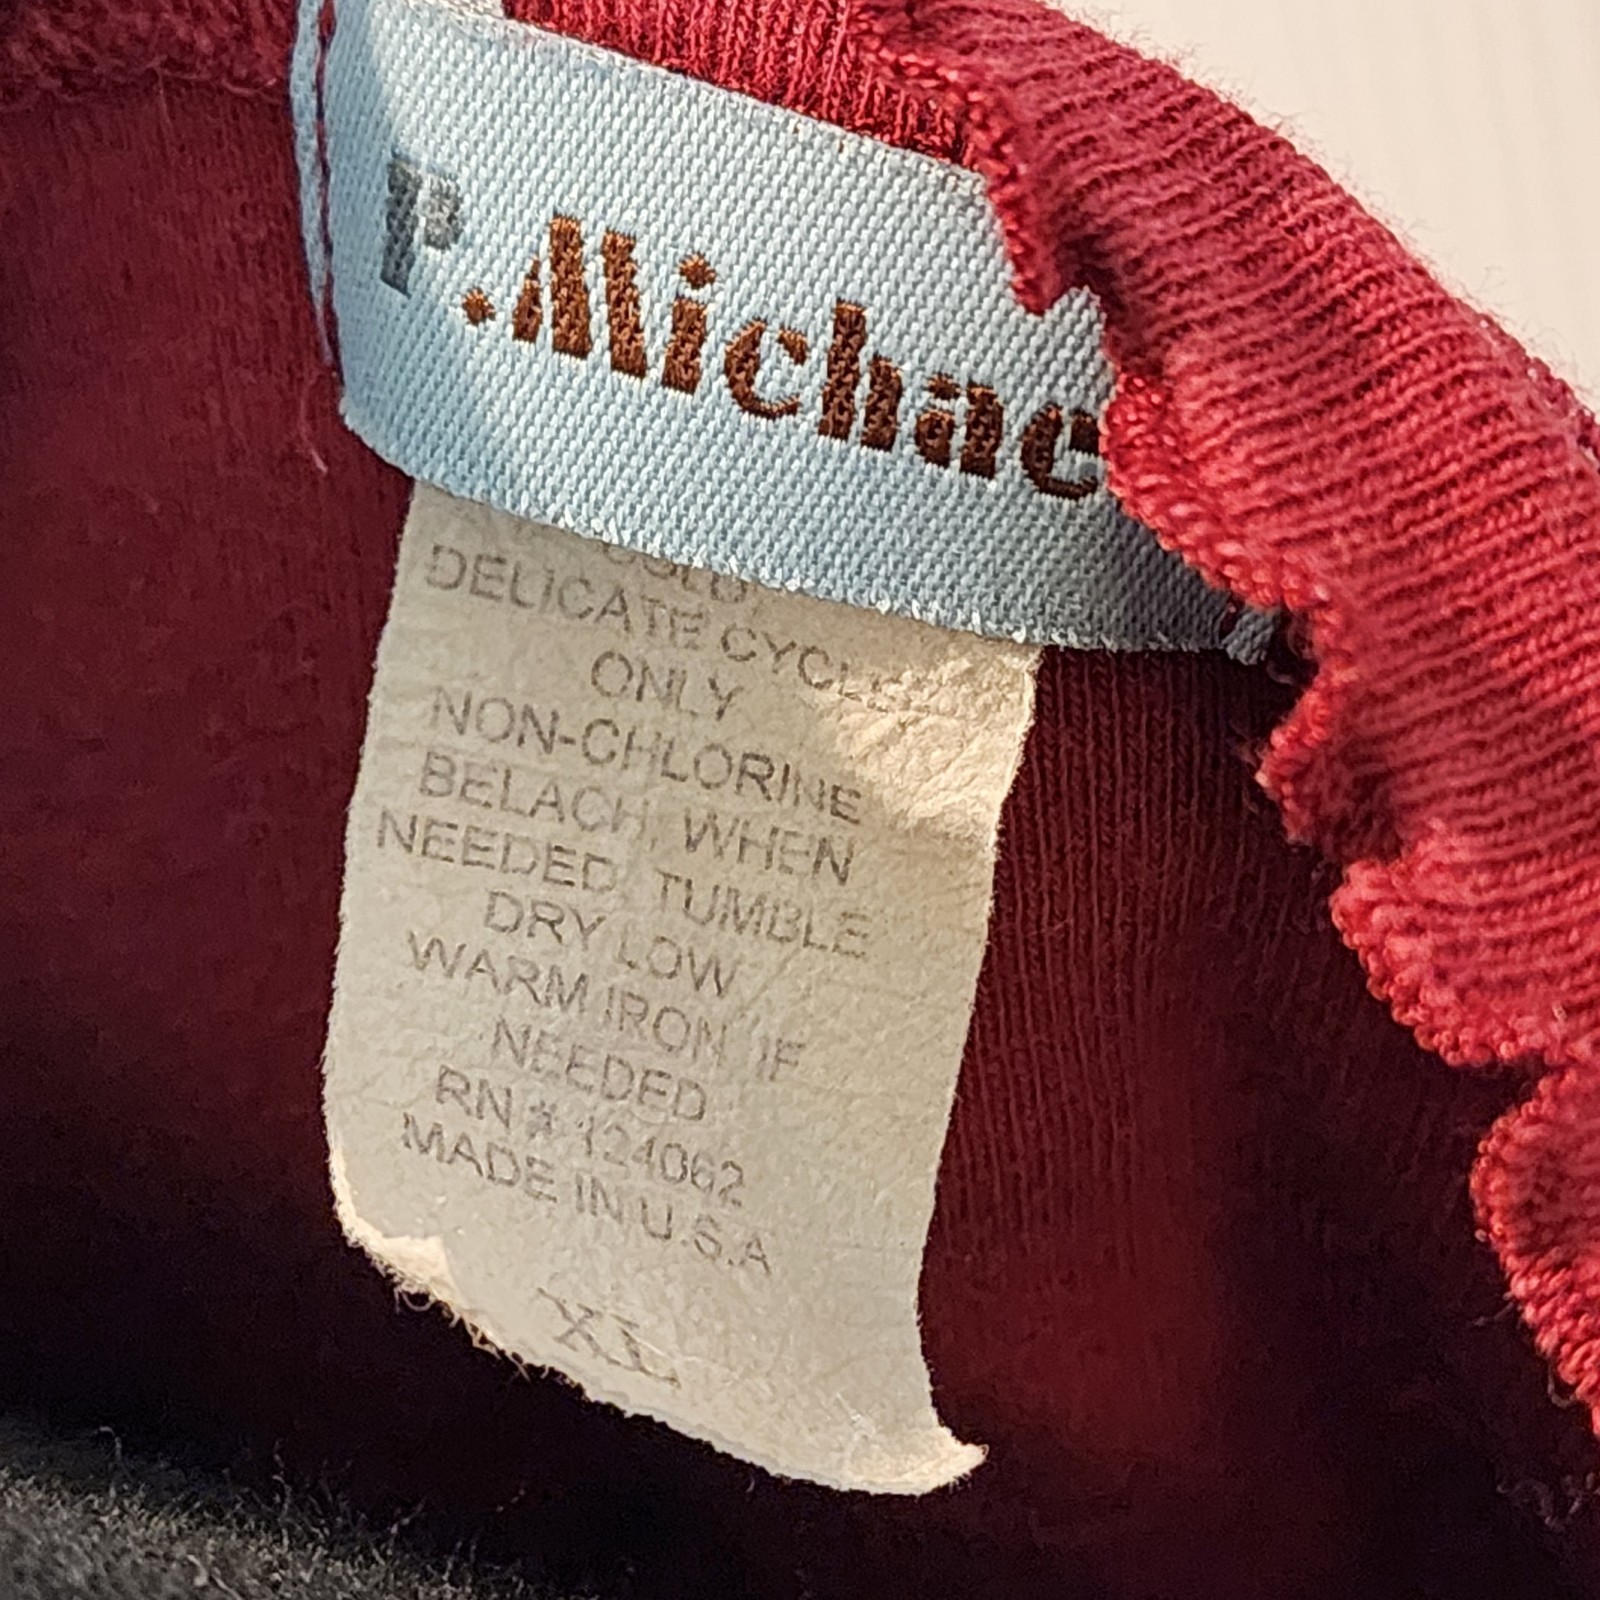 P.Michae
DELICATE CYCLE
ONLY
NON-CHLORINE
BELACH, WHEN
NEEDED, TUMBLE
DRY LOW
WARM IRON IF
NEEDED
RN # 124062
MADE IN U.S.A
XL